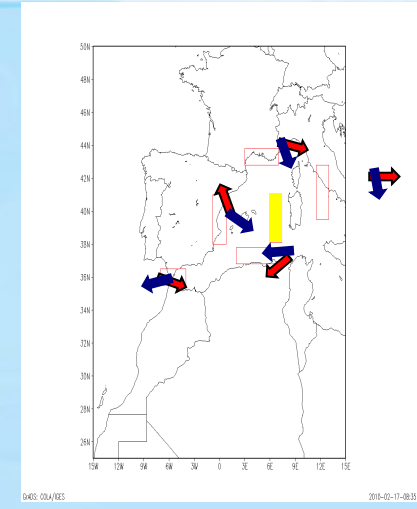 50N
48N
46N
44N
42N
40N
38N
36N
34N
32N
30N
28N
26N
15W 12W 9W 6W 3W 0 3E 6E 9E 12E 15E
GrADS: COLA/IGES 2010-02-17-08:35